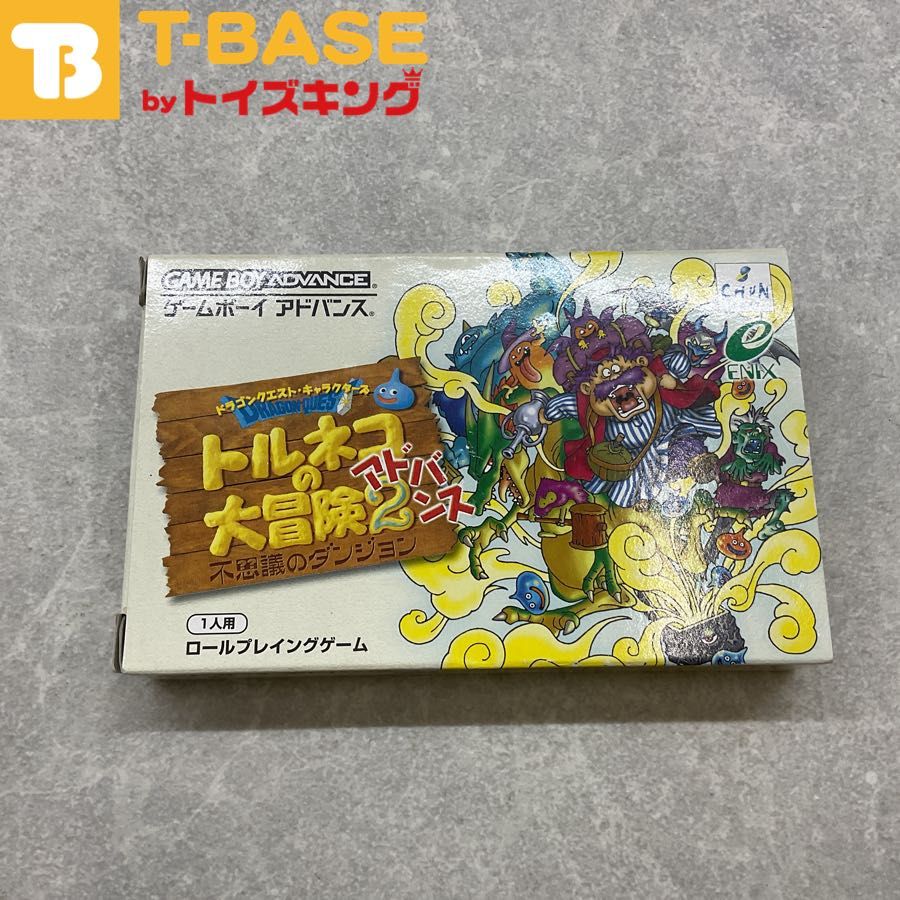 TB
T-BASE
byトイズキング
GAME BOY ADVANCE®
ゲームボーイ アドバンス®
ドラゴンクエスト・キャラクターズ
DRAGON QUEST
トルネコの
大冒険2
アドバンス
不思議のダンジョン
1人用
ロールプレイングゲーム
CHUN
ENIX